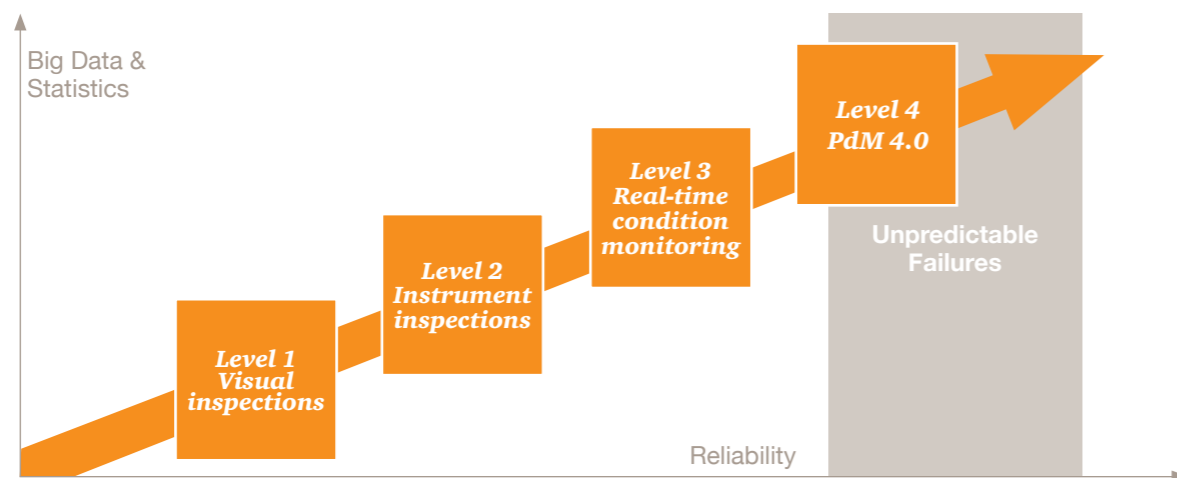 Big Data &
Statistics
Level 4
PdM 4.0
Level 3
Real-time
condition
monitoring
Level 2
Instrument
inspections
Level 1
Visual
inspections
Unpredictable
Failures
Reliability